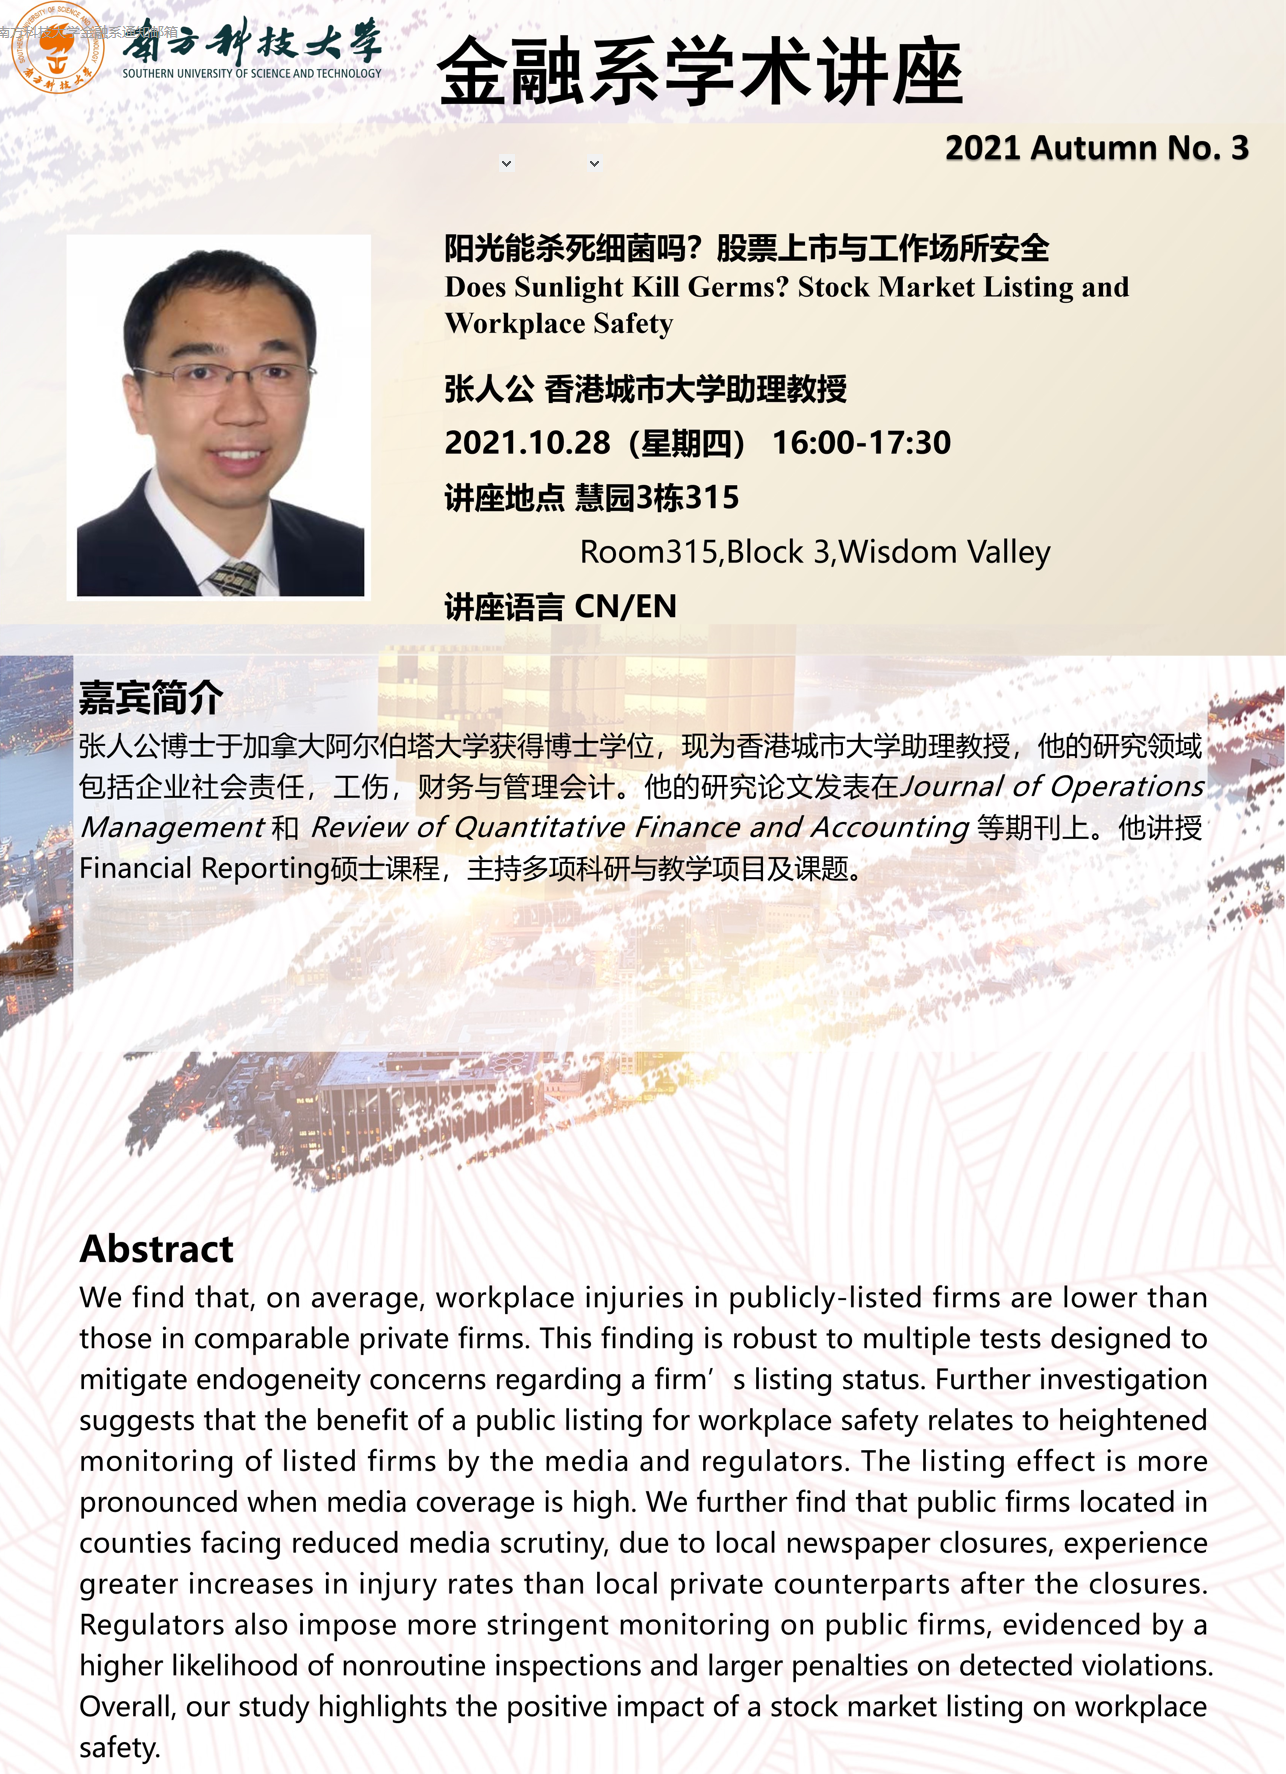 南方科技大学金融系通知邮箱
南方科技大学
SOUTHERN UNIVERSITY OF SCIENCE AND TECHNOLOGY
金融系学术讲座
2021 Autumn No. 3
阳光能杀死细菌吗？股票上市与工作场所安全
Does Sunlight Kill Germs? Stock Market Listing and
Workplace Safety
张人公 香港城市大学助理教授
2021.10.28（星期四） 16:00-17:30
讲座地点 慧园3栋315
Room315,Block 3,Wisdom Valley
讲座语言 CN/EN
嘉宾简介
张人公博士于加拿大阿尔伯塔大学获得博士学位，现为香港城市大学助理教授，他的研究领域
包括企业社会责任，工伤，财务与管理会计。他的研究论文发表在Journal of Operations
Management 和 Review of Quantitative Finance and Accounting 等期刊上。他讲授
Financial Reporting硕士课程，主持多项科研与教学项目及课题。
Abstract
We find that, on average, workplace injuries in publicly-listed firms are lower than
those in comparable private firms. This finding is robust to multiple tests designed to
mitigate endogeneity concerns regarding a firm’s listing status. Further investigation
suggests that the benefit of a public listing for workplace safety relates to heightened
monitoring of listed firms by the media and regulators. The listing effect is more
pronounced when media coverage is high. We further find that public firms located in
counties facing reduced media scrutiny, due to local newspaper closures, experience
greater increases in injury rates than local private counterparts after the closures.
Regulators also impose more stringent monitoring on public firms, evidenced by a
higher likelihood of nonroutine inspections and larger penalties on detected violations.
Overall, our study highlights the positive impact of a stock market listing on workplace
safety.